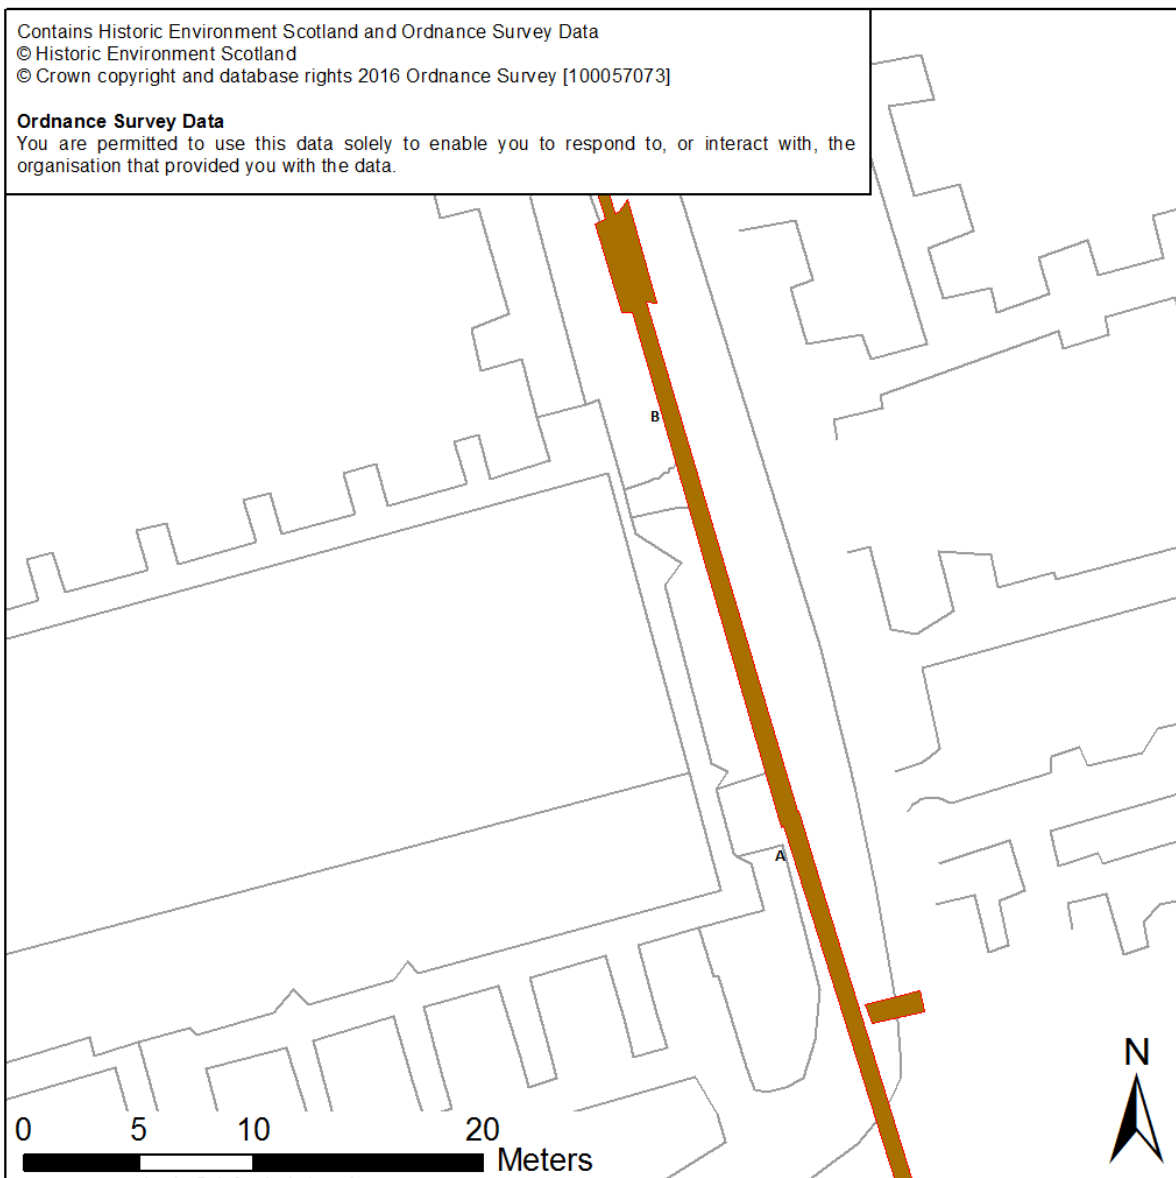 Contains Historic Environment Scotland and Ordnance Survey Data
© Historic Environment Scotland
© Crown copyright and database rights 2016 Ordnance Survey [100057073]
Ordnance Survey Data
You are permitted to use this data solely to enable you to respond to, or interact with, the
organisation that provided you with the data.
B
A
N
0 5 10 20
Meters